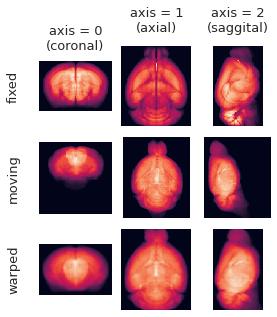 axis = 0
(coronal)
axis = 1
(axial)
axis = 2
(saggital)
fixed
moving
warped